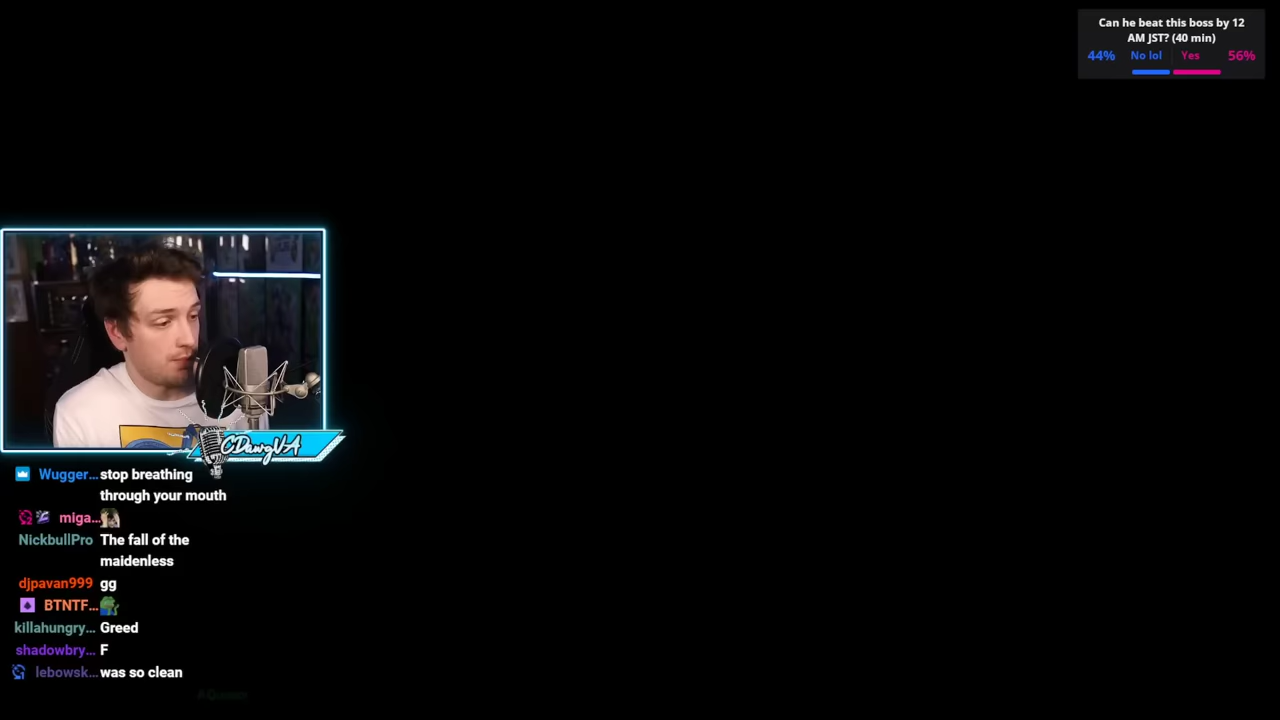 Can he beat this boss by 12
AM JST? (40 min)
44% No lol Yes 56%
CDawgVA
Wugger... stop breathing
through your mouth
miga...
NickbullPro The fall of the
maidenless
djpavan999 gg
BTNTF...
killahungry... Greed
shadowbry... F
lebowsk... was so clean